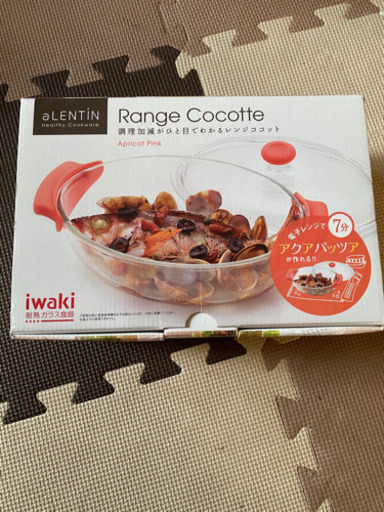 aLENTÍN
Healthy Cookware
Range Cocotte
調理加減がひと目でわかるレンジココット
Apricot Pink
電子レンジで
7分
アクアパッツア
が作れる!!
iwaki
耐熱ガラス食器